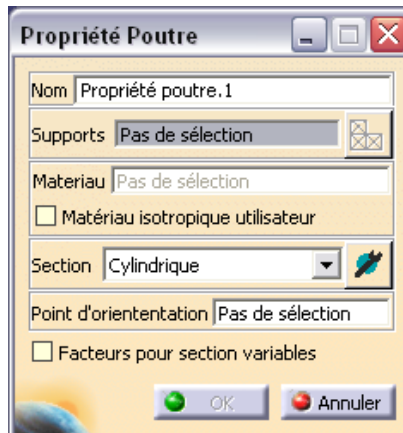 Propriété Poutre
Nom Propriété poutre.1
Supports Pas de sélection
Materiau Pas de sélection
Matériau isotropique utilisateur
Section Cylindrique
Point d'orientetation Pas de sélection
Facteurs pour section variables
OK Annuler